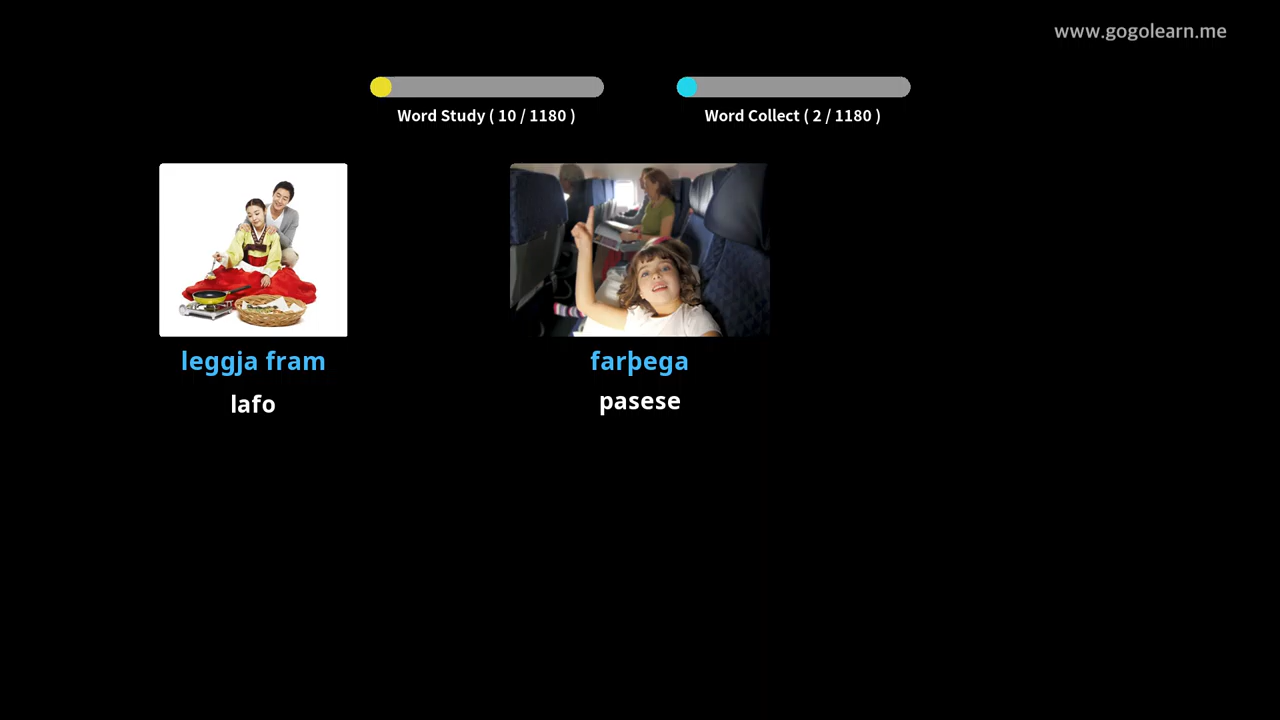 www.gogolearn.me
Word Study ( 10 / 1180 )
Word Collect ( 2 / 1180 )
leggja fram
lafo
farþega
pasese